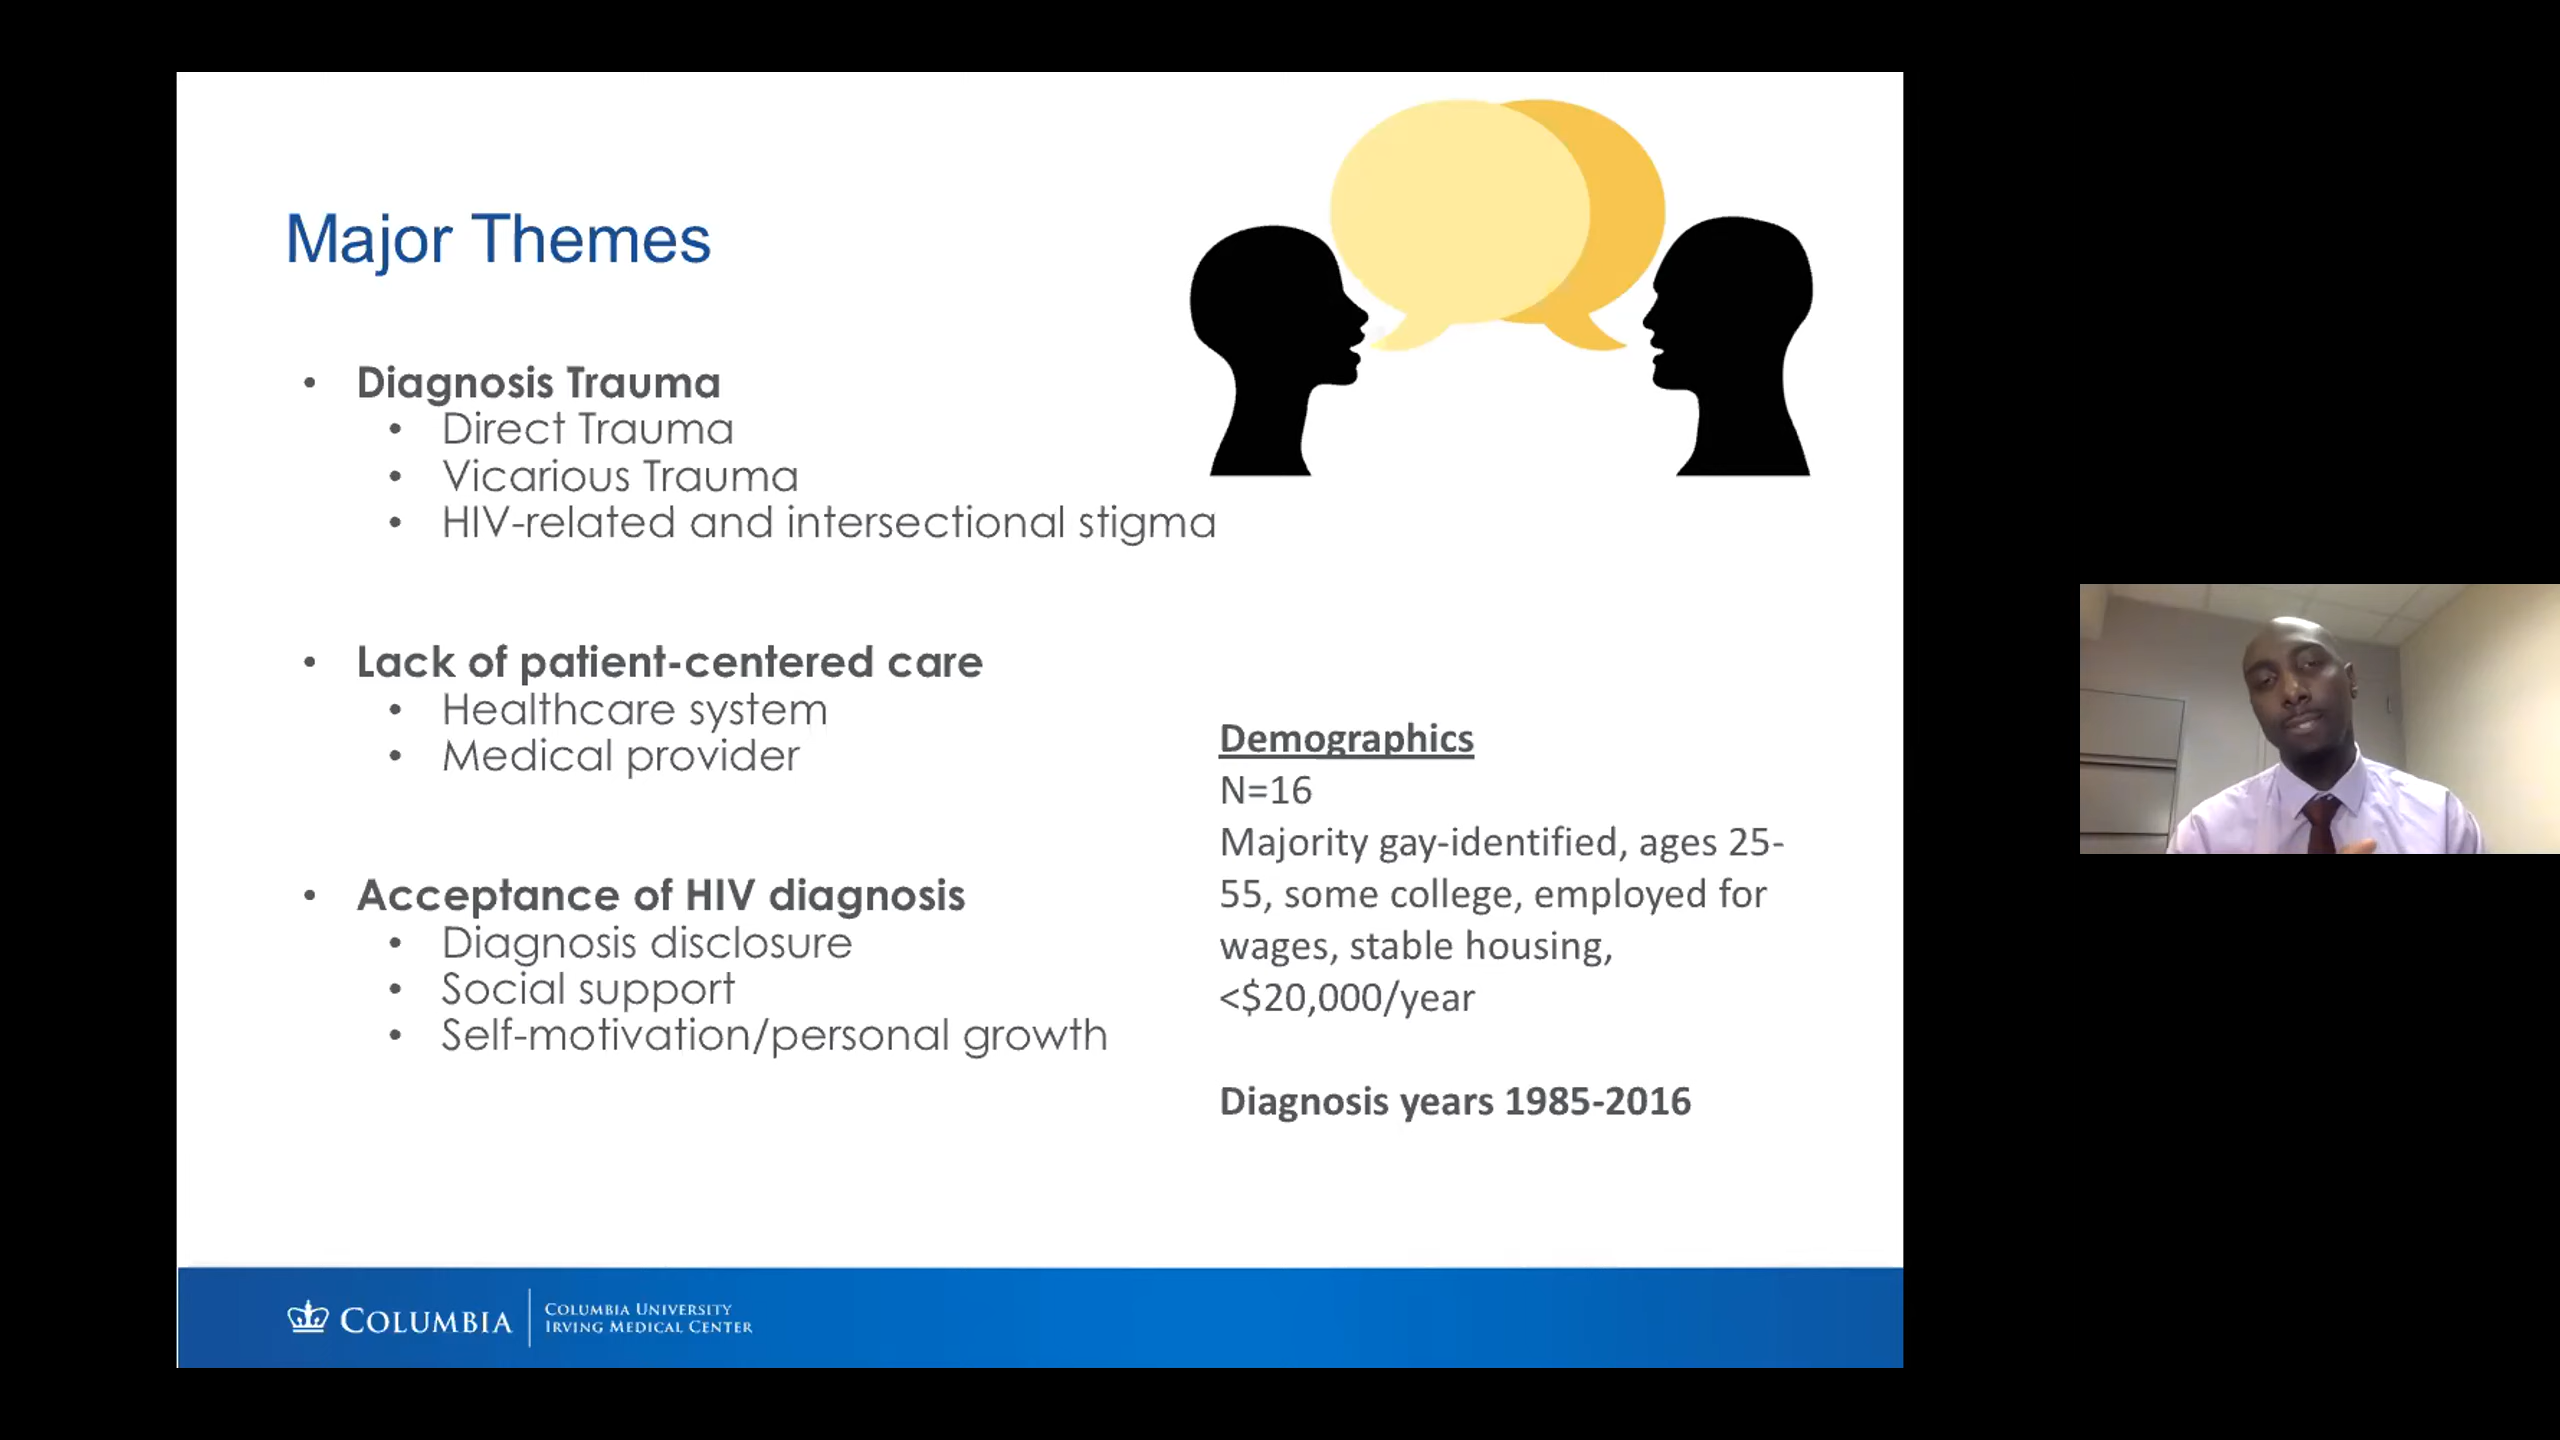 Major Themes
• Diagnosis Trauma
• Direct Trauma
• Vicarious Trauma
• HIV-related and intersectional stigma
• Lack of patient-centered care
• Healthcare system
• Medical provider
• Acceptance of HIV diagnosis
• Diagnosis disclosure
• Social support
• Self-motivation/personal growth
Demographics
N=16
Majority gay-identified, ages 25-
55, some college, employed for
wages, stable housing,
<$20,000/year
Diagnosis years 1985-2016
COLUMBIA
COLUMBIA UNIVERSITY
IRVING MEDICAL CENTER